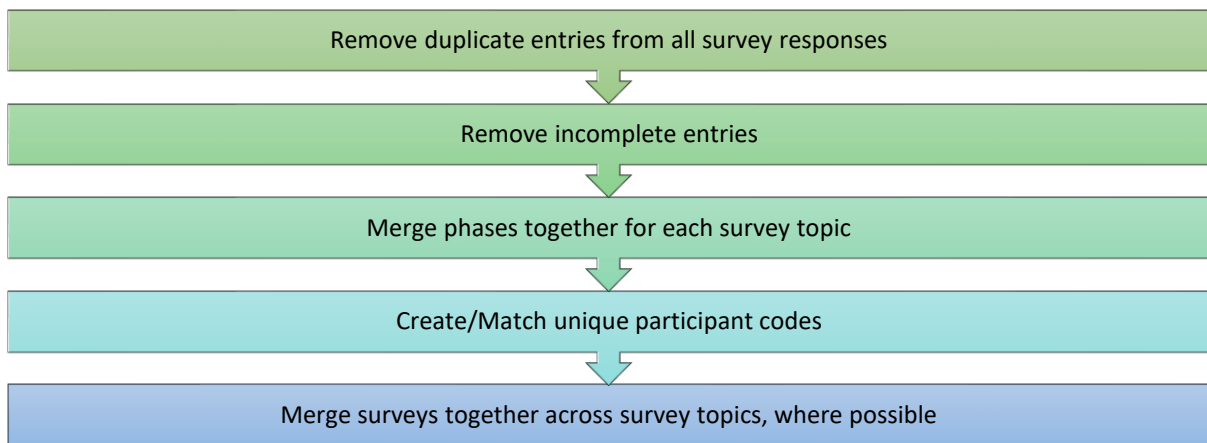 Remove duplicate entries from all survey responses
Remove incomplete entries
Merge phases together for each survey topic
Create/Match unique participant codes
Merge surveys together across survey topics, where possible